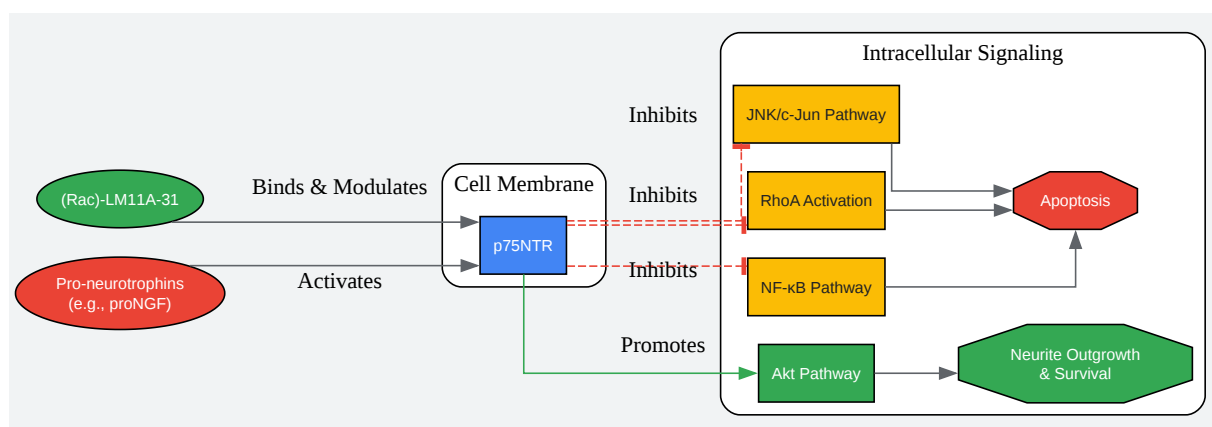 Intracellular Signaling
Inhibits
JNK/c-Jun Pathway
Binds & Modulates
Cell Membrane
Inhibits
(Rac)-LM11A-31
RhoA Activation
Apoptosis
p75NTR
Activates
Inhibits
Pro-neurotrophins
(e.g., proNGF)
NF-κB Pathway
Promotes
Akt Pathway
Neurite Outgrowth
& Survival